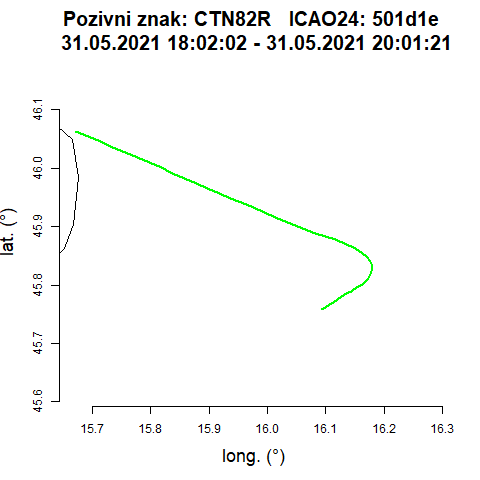 Pozivni znak: CTN82R   ICAO24: 501d1e
31.05.2021 18:02:02 - 31.05.2021 20:01:21
46.1
46.0
45.9
45.8
45.7
45.6
lat. (°)
15.7 15.8 15.9 16.0 16.1 16.2 16.3
long. (°)